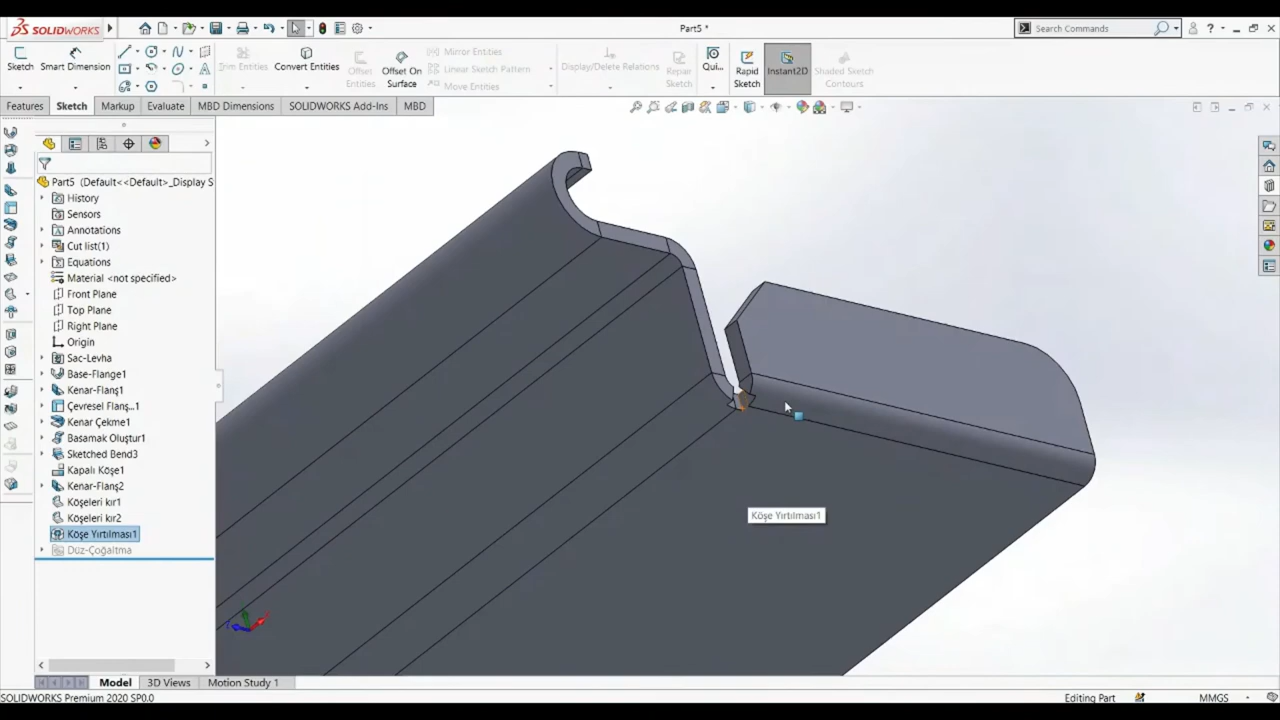 SOLIDWORKS
Part5 *
Search Commands
Sketch
Smart Dimension
Trim Entities
Convert Entities
Offset Entities
Offset On Surface
Mirror Entities
Linear Sketch Pattern
Move Entities
Display/Delete Relations
Repair Sketch
Qui...
Rapid Sketch
Instant2D
Shaded Sketch Contours
Features
Sketch
Markup
Evaluate
MBD Dimensions
SOLIDWORKS Add-Ins
MBD
Part5 (Default<<Default>_Display S
History
Sensors
Annotations
Cut list(1)
Equations
Material <not specified>
Front Plane
Top Plane
Right Plane
Origin
Sac-Levha
Base-Flange1
Kenar-Flanş1
Çevresel Flanş...1
Kenar Çekme1
Basamak Oluştur1
Sketched Bend3
Kapalı Köşe1
Kenar-Flanş2
Köşeleri kır1
Köşeleri kır2
Köşe Yırtılması1
Düz-Çoğaltma
Köşe Yırtılması1
Model
3D Views
Motion Study 1
SOLIDWORKS Premium 2020 SP0.0
Editing Part
MMGS